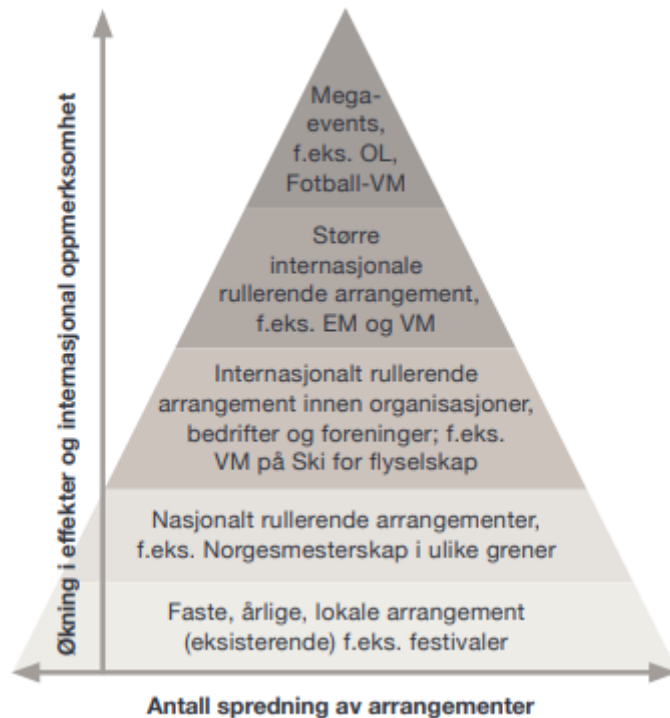 Mega-
events,
f.eks. OL,
Fotball-VM
Større
internasjonale
rullerende arrangement,
f.eks. EM og VM
Internasjonalt rullerende
arrangement innen organisasjoner,
bedrifter og foreninger; f.eks.
VM på Ski for flyselskap
Nasjonalt rullerende arrangementer,
f.eks. Norgesmesterskap i ulike grener
Faste, årlige, lokale arrangement
(eksisterende) f.eks. festivaler
Økning i effekter og internasjonal oppmerksomhet
Antall spredning av arrangementer